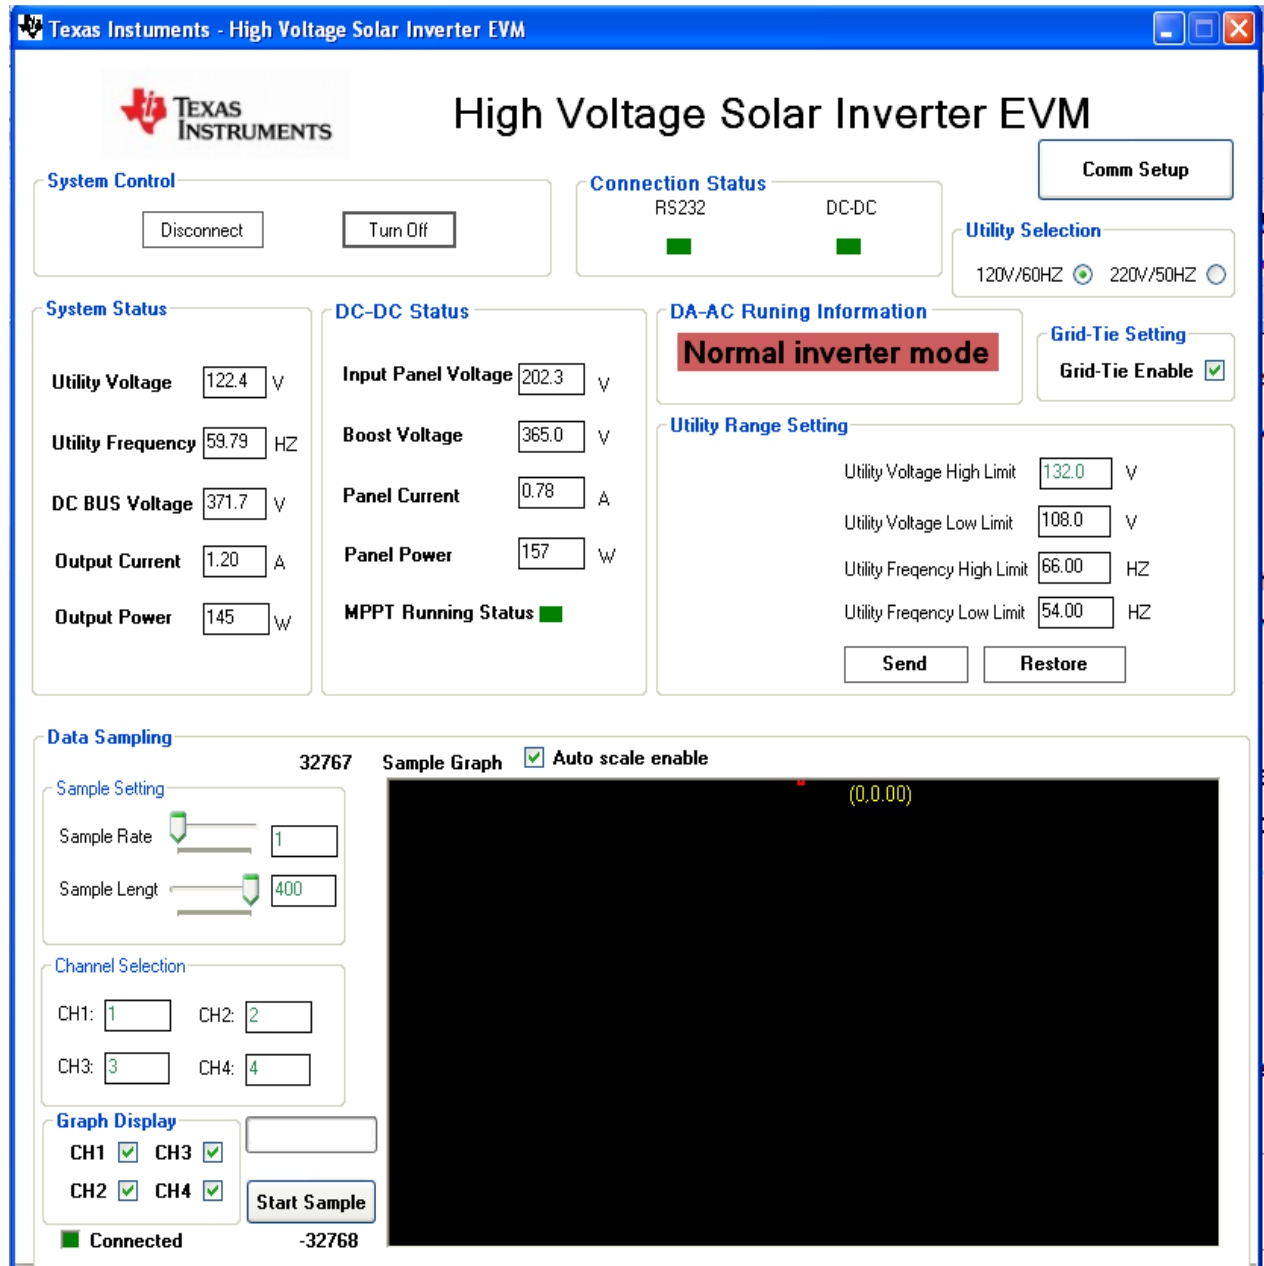 Texas Instuments - High Voltage Solar Inverter EVM
TEXAS
INSTRUMENTS
High Voltage Solar Inverter EVM
Comm Setup
System Control
Disconnect
Turn Off
Connection Status
RS232
DC-DC
Utility Selection
120V/60HZ
220V/50HZ
System Status
Utility Voltage 122.4 V
Utility Frequency 59.79 HZ
DC BUS Voltage 371.7 V
Output Current 1.20 A
Output Power 145 W
DC-DC Status
Input Panel Voltage 202.3 V
Boost Voltage 365.0 V
Panel Current 0.78 A
Panel Power 157 W
MPPT Running Status
DA-AC Runing Information
Normal inverter mode
Grid-Tie Setting
Grid-Tie Enable
Utility Range Setting
Utility Voltage High Limit 132.0 V
Utility Voltage Low Limit 108.0 V
Utility Freqency High Limit 66.00 HZ
Utility Freqency Low Limit 54.00 HZ
Send
Restore
Data Sampling
32767
Sample Graph
Auto scale enable
(0,0.00)
Sample Setting
Sample Rate 1
Sample Lengt 400
Channel Selection
CH1: 1 CH2: 2
CH3: 3 CH4: 4
Graph Display
CH1 CH3
CH2 CH4
Start Sample
Connected
-32768